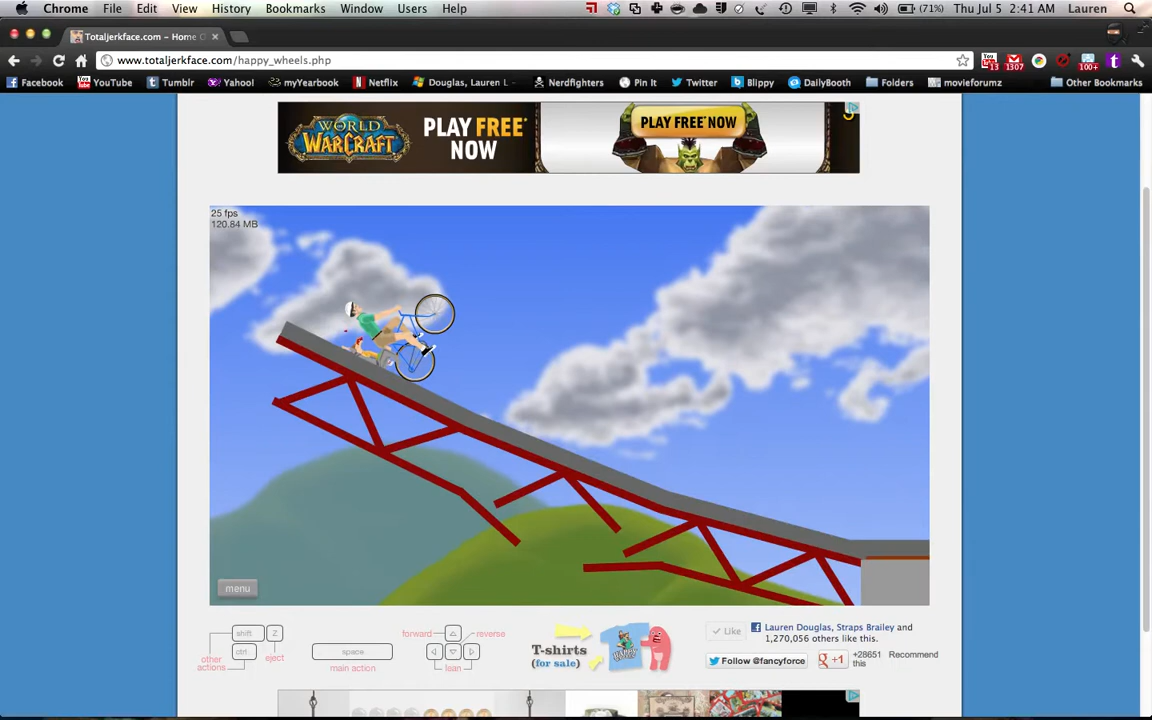 Chrome File Edit View History Bookmarks Window Help (71%) Thu Jul 5 2:41 AM Lauren
Totaljerkface.com – Home
www.totaljerkface.com/happy_wheels.php
13 1307 100+ t
Facebook YouTube Tumblr Yahoo! myYearbook Netflix Douglas, Lauren L Nerdfighters Pin It Twitter Blippy DailyBooth Folders movieforums Other Bookmarks
WORLD WARCRAFT PLAY FREE NOW PLAY FREE NOW
25 fps
120.84 MB
menu
shift Z
ctrl
other actions
eject
space
main action
forward reverse
lean
T-shirts
(for sale)
Like
Lauren Douglas, Straps Brailey and
1,270,056 others like this.
Follow @fancyforce
+1
+28651 Recommend
this